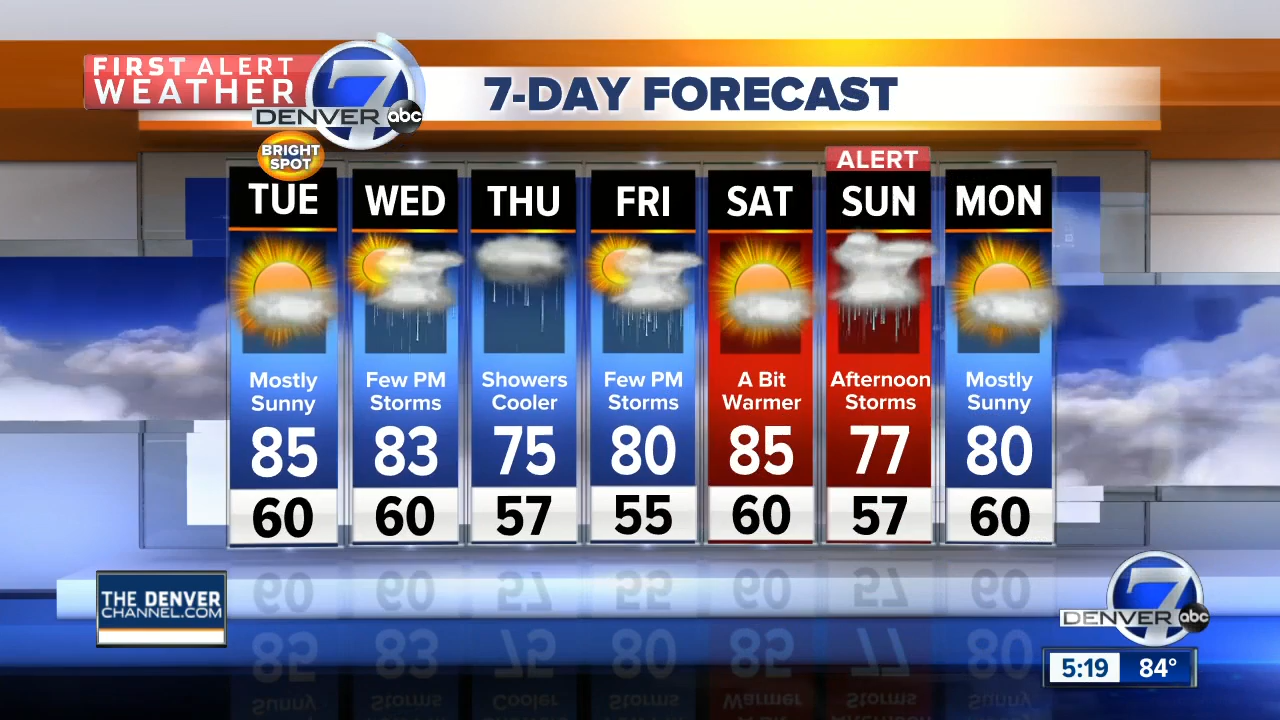 FIRST ALERT
WEATHER
7
DENVER abc
7-DAY FORECAST
BRIGHT
SPOT
ALERT
TUE WED THU FRI SAT SUN MON
Mostly
Sunny
Few PM
Storms
Showers
Cooler
Few PM
Storms
A Bit
Warmer
Afternoon
Storms
Mostly
Sunny
85 83 75 80 85 77 80
60 60 57 55 60 57 60
THE DENVER
CHANNEL.COM
7
DENVER abc
5:19 84°